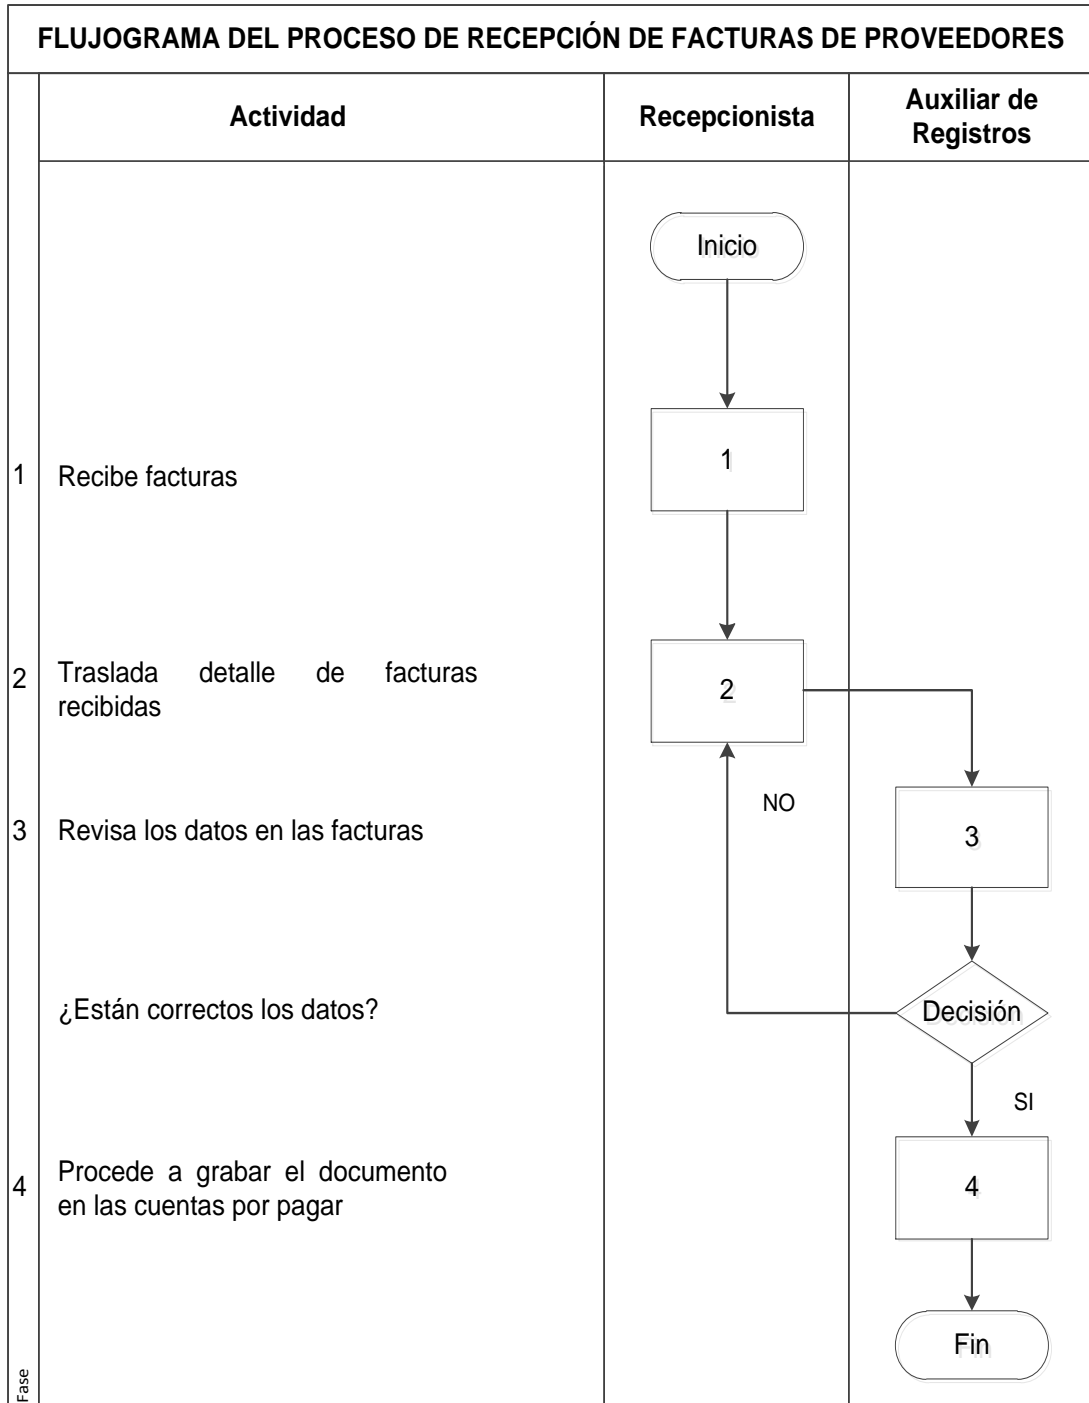 FLUJOGRAMA DEL PROCESO DE RECEPCIÓN DE FACTURAS DE PROVEEDORES
Actividad
Recepcionista
Auxiliar de
Registros
Inicio
1
Recibe facturas
1
2
Traslada detalle de facturas
recibidas
2
NO
3
Revisa los datos en las facturas
3
¿Están correctos los datos?
Decisión
SI
4
Procede a grabar el documento
en las cuentas por pagar
4
Fin
Fase